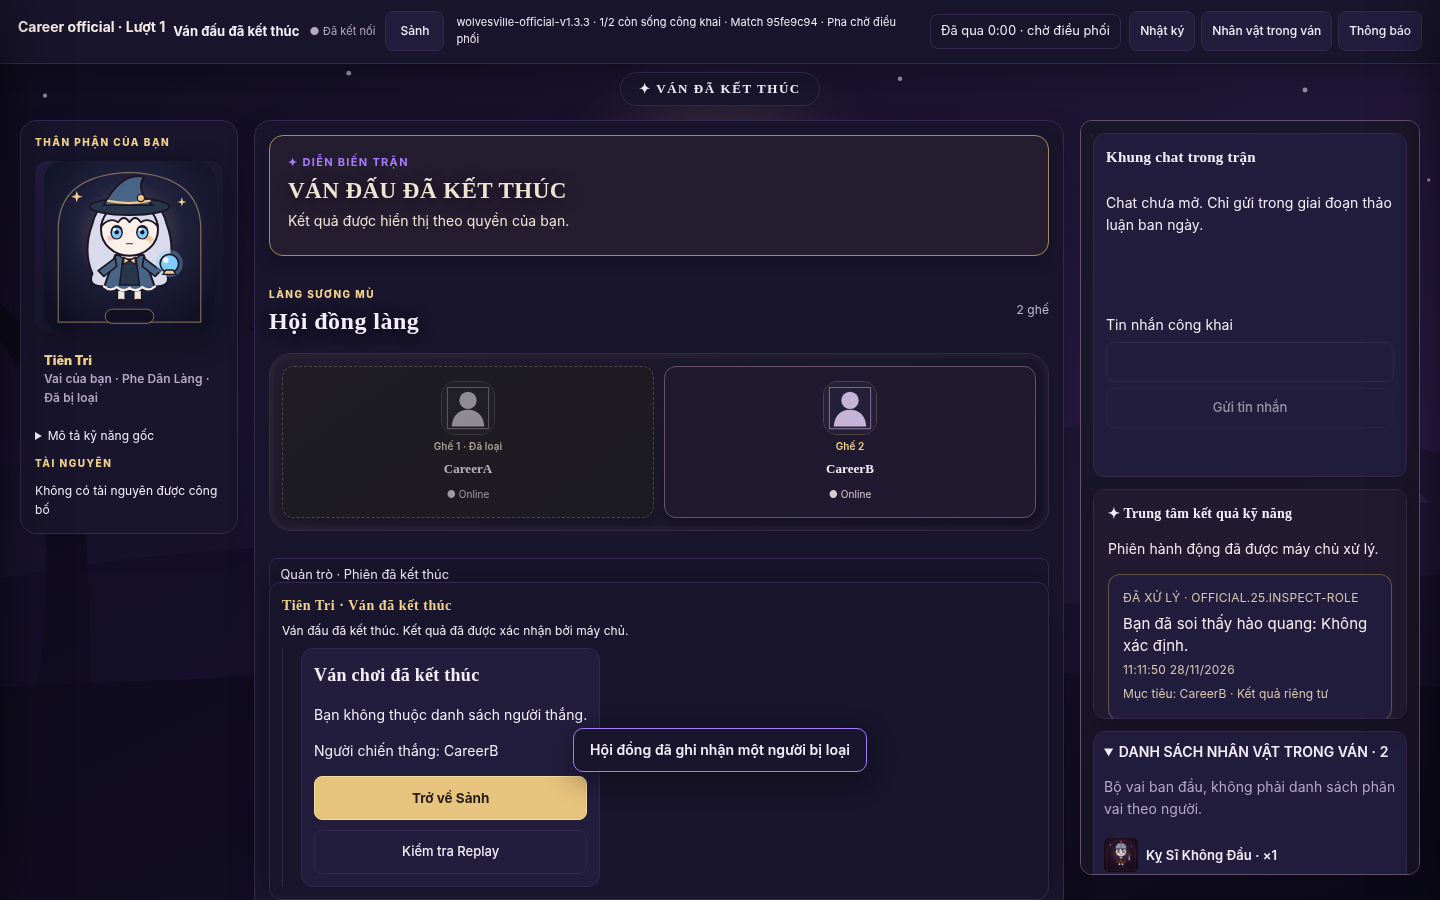 Career official · Lượt 1
Ván đấu đã kết thúc
Đã kết nối
Sảnh
wolvesville-official-v1.3.3 · 1/2 còn sống công khai · Match 95fe9c94 · Pha chờ điều
phối
Đã qua 0:00 · chờ điều phối
Nhật ký
Nhân vật trong ván
Thông báo
✦ VÁN ĐÃ KẾT THÚC
THÂN PHẬN CỦA BẠN
Tiên Tri
Vai của bạn · Phe Dân Làng ·
Đã bị loại
▶ Mô tả kỹ năng gốc
TÀI NGUYÊN
Không có tài nguyên được công
bố
✦ DIỄN BIẾN TRẬN
VÁN ĐẤU ĐÃ KẾT THÚC
Kết quả được hiển thị theo quyền của bạn.
LÀNG SƯƠNG MÙ
Hội đồng làng
2 ghế
Ghế 1 · Đã loại
CareerA
Online
Ghế 2
CareerB
Online
Quản trò · Phiên đã kết thúc
Tiên Tri · Ván đã kết thúc
Ván đấu đã kết thúc. Kết quả đã được xác nhận bởi máy chủ.
Ván chơi đã kết thúc
Bạn không thuộc danh sách người thắng.
Người chiến thắng: CareerB
Hội đồng đã ghi nhận một người bị loại
Trở về Sảnh
Kiểm tra Replay
Khung chat trong trận
Chat chưa mở. Chỉ gửi trong giai đoạn thảo
luận ban ngày.
Tin nhắn công khai
Gửi tin nhắn
✦ Trung tâm kết quả kỹ năng
Phiên hành động đã được máy chủ xử lý.
ĐÃ XỬ LÝ · OFFICIAL.25.INSPECT-ROLE
Bạn đã soi thấy hào quang: Không
xác định.
11:11:50 28/11/2026
Mục tiêu: CareerB · Kết quả riêng tư
▼ DANH SÁCH NHÂN VẬT TRONG VÁN · 2
Bộ vai ban đầu, không phải danh sách phân
vai theo người.
Kỵ Sĩ Không Đầu · ×1